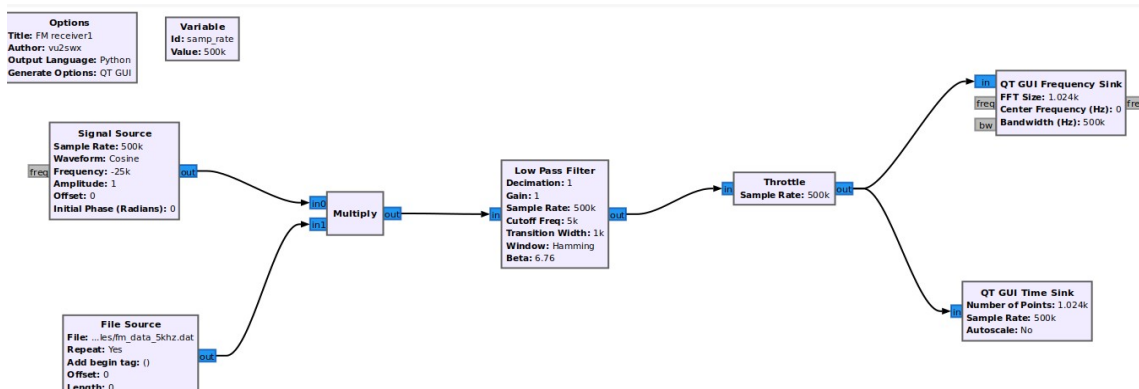 Options
Title: FM receiver1
Author: vu2swx
Output Language: Python
Generate Options: QT GUI
Variable
Id: samp_rate
Value: 500k
Signal Source
Sample Rate: 500k
Waveform: Cosine
Frequency: -25k
Amplitude: 1
Offset: 0
Initial Phase (Radians): 0
freq
out
File Source
File: ...les/fm_data_5khz.dat
Repeat: Yes
Add begin tag: ()
Offset: 0
Length: 0
out
in0
in1
Multiply
out
Low Pass Filter
Decimation: 1
Gain: 1
Sample Rate: 500k
Cutoff Freq: 5k
Transition Width: 1k
Window: Hamming
Beta: 6.76
in
out
Throttle
Sample Rate: 500k
in
out
QT GUI Frequency Sink
FFT Size: 1.024k
Center Frequency (Hz): 0
Bandwidth (Hz): 500k
in
freq
bw
fre
QT GUI Time Sink
Number of Points: 1.024k
Sample Rate: 500k
Autoscale: No
in